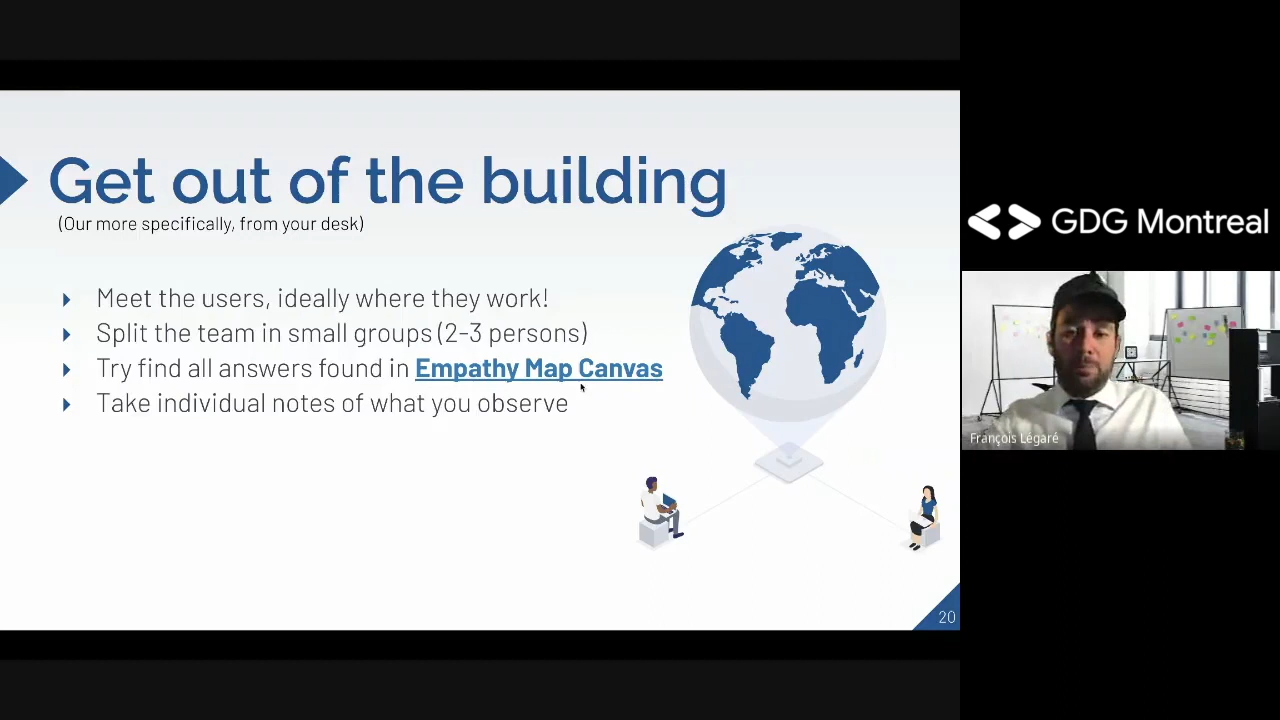 Get out of the building
(Our more specifically, from your desk)
Meet the users, ideally where they work!
Split the team in small groups (2-3 persons)
Try find all answers found in Empathy Map Canvas
Take individual notes of what you observe
20
GDG Montreal
François Légaré